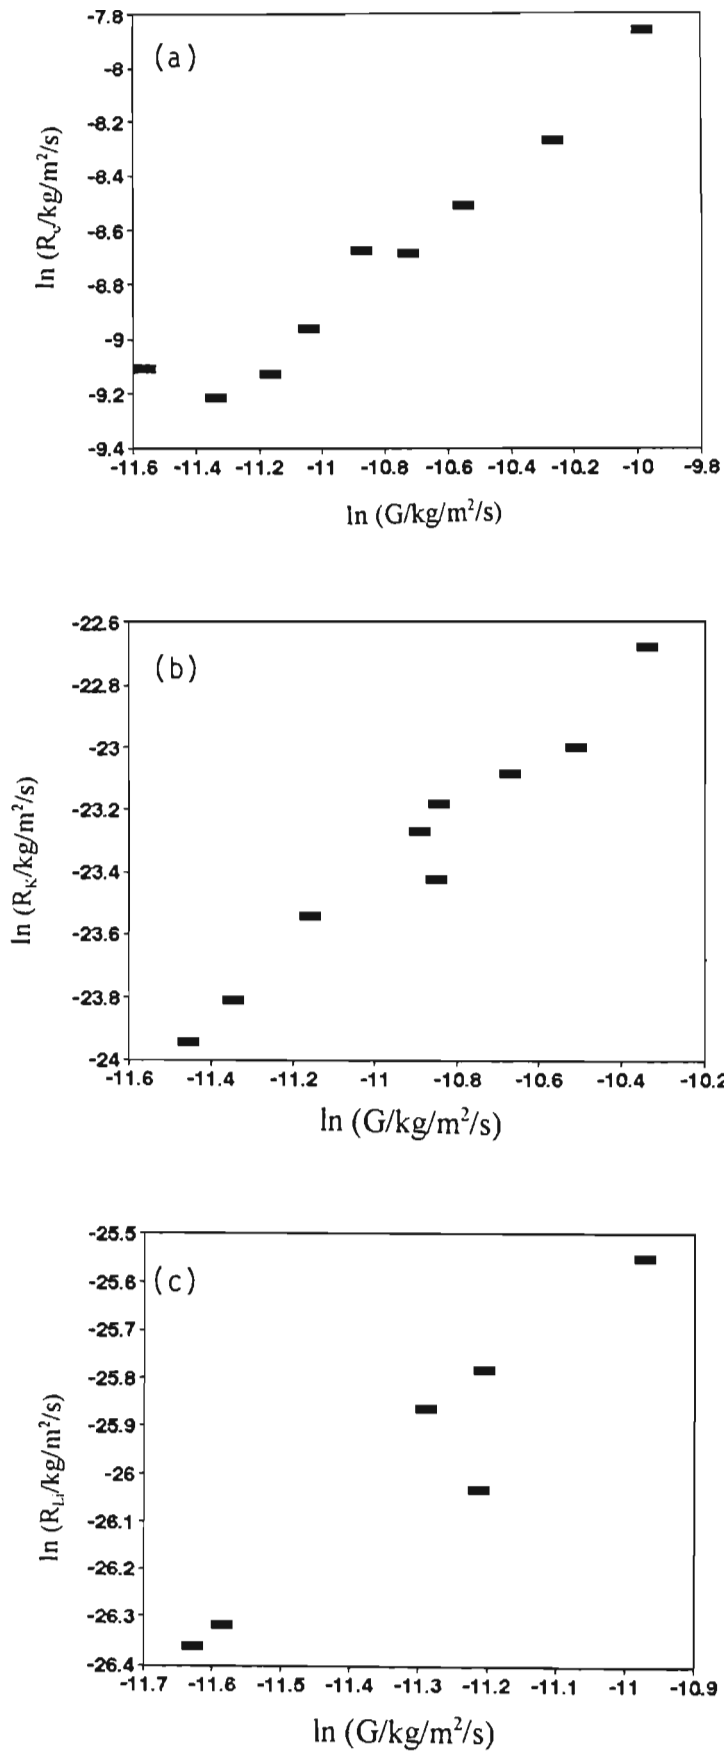 (a)
-7.8
-8
-8.2
-8.4
-8.6
-8.8
-9
-9.2
-9.4
ln (R /kg/m²/s)
-11.6 -11.4 -11.2 -11 -10.8 -10.6 -10.4 -10.2 -10 -9.8
ln (G/kg/m²/s)
(b)
-22.6
-22.8
-23
-23.2
-23.4
-23.6
-23.8
-24
ln (R_K/kg/m²/s)
-11.6 -11.4 -11.2 -11 -10.8 -10.6 -10.4 -10.2
ln (G/kg/m²/s)
(c)
-25.5
-25.6
-25.7
-25.8
-25.9
-26
-26.1
-26.2
-26.3
-26.4
ln (R_Li/kg/m²/s)
-11.7 -11.6 -11.5 -11.4 -11.3 -11.2 -11.1 -11 -10.9
ln (G/kg/m²/s)